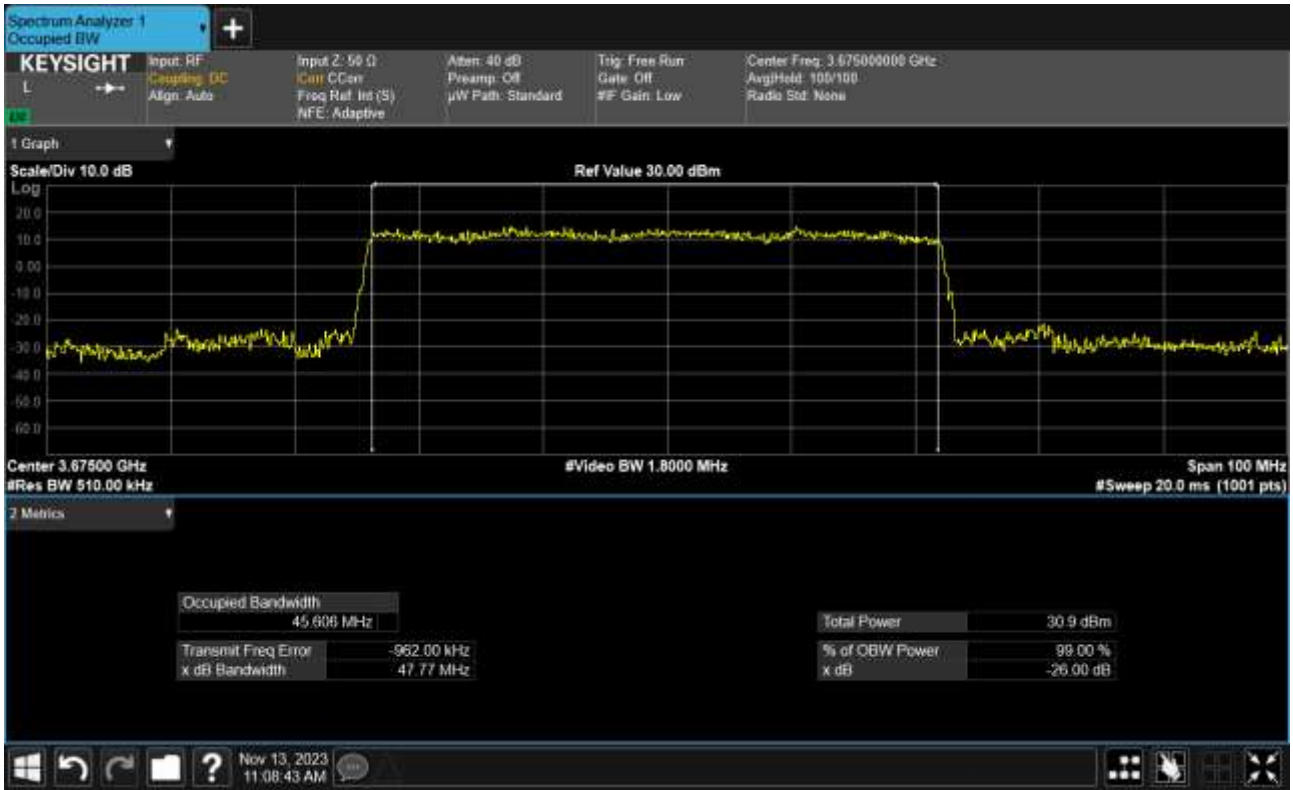 Spectrum Analyzer 1
Occupied BW
+
KEYSIGHT
L
Input: RF
Coupling: DC
Align: Auto
Input Z: 50 Ω
Corr CCorr
Freq Ref: Int (S)
NFE: Adaptive
Atten: 40 dB
Preamp: Off
µW Path: Standard
Trig: Free Run
Gate: Off
#IF Gain: Low
Center Freq: 3.675000000 GHz
Avg|Hold: 100/100
Radio Std: None
1 Graph
Scale/Div 10.0 dB
Ref Value 30.00 dBm
Log
20.0
10.0
0.00
-10.0
-20.0
-30.0
-40.0
-50.0
-60.0
Center 3.67500 GHz
#Video BW 1.8000 MHz
Span 100 MHz
#Res BW 510.00 kHz
#Sweep 20.0 ms (1001 pts)
2 Metrics
Occupied Bandwidth
45.606 MHz
Total Power 30.9 dBm
Transmit Freq Error -962.00 kHz
% of OBW Power 99.00 %
x dB Bandwidth 47.77 MHz
x dB -26.00 dB
?
Nov 13, 2023
11:08:43 AM